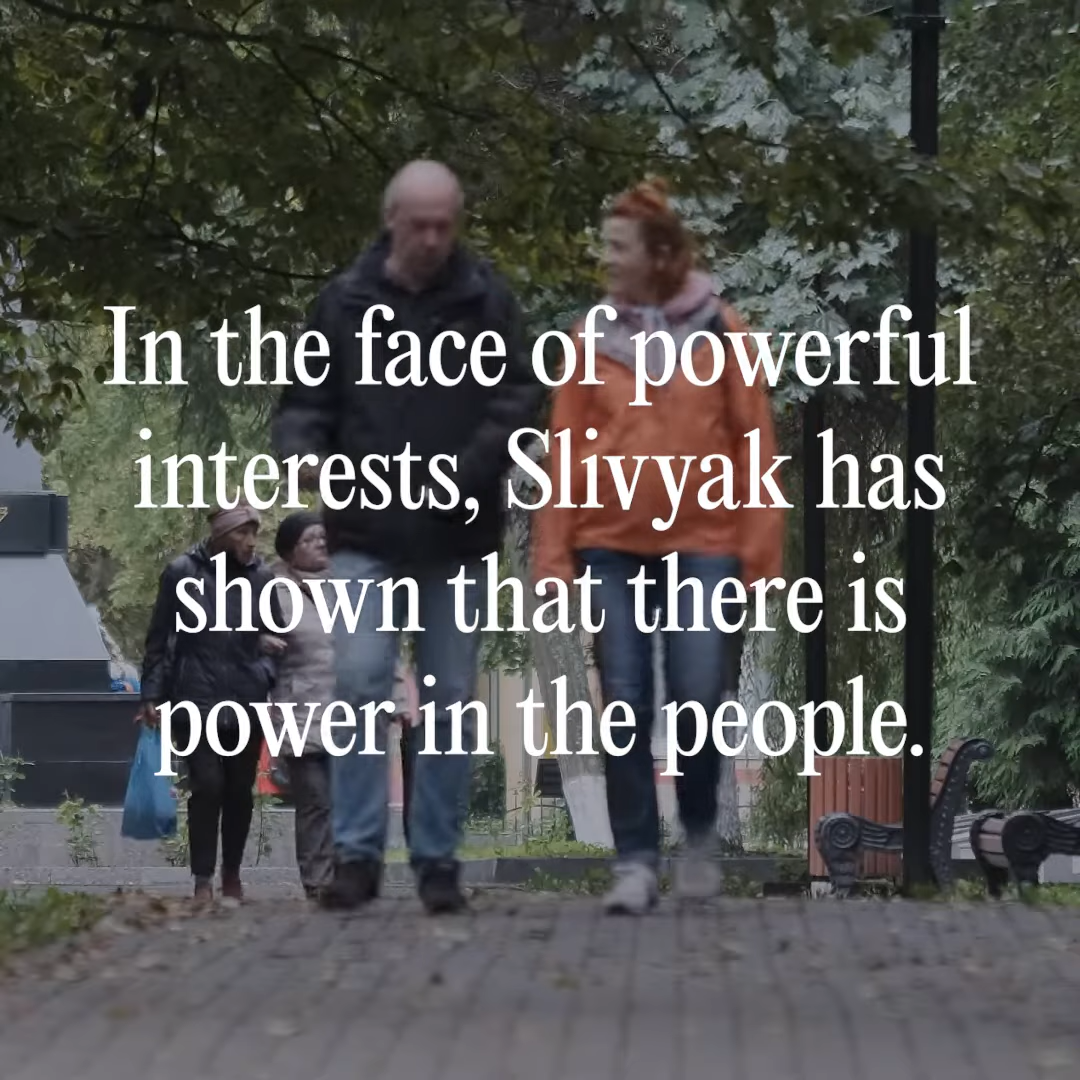 In the face of powerful
interests, Slivyak has
shown that there is
power in the people.